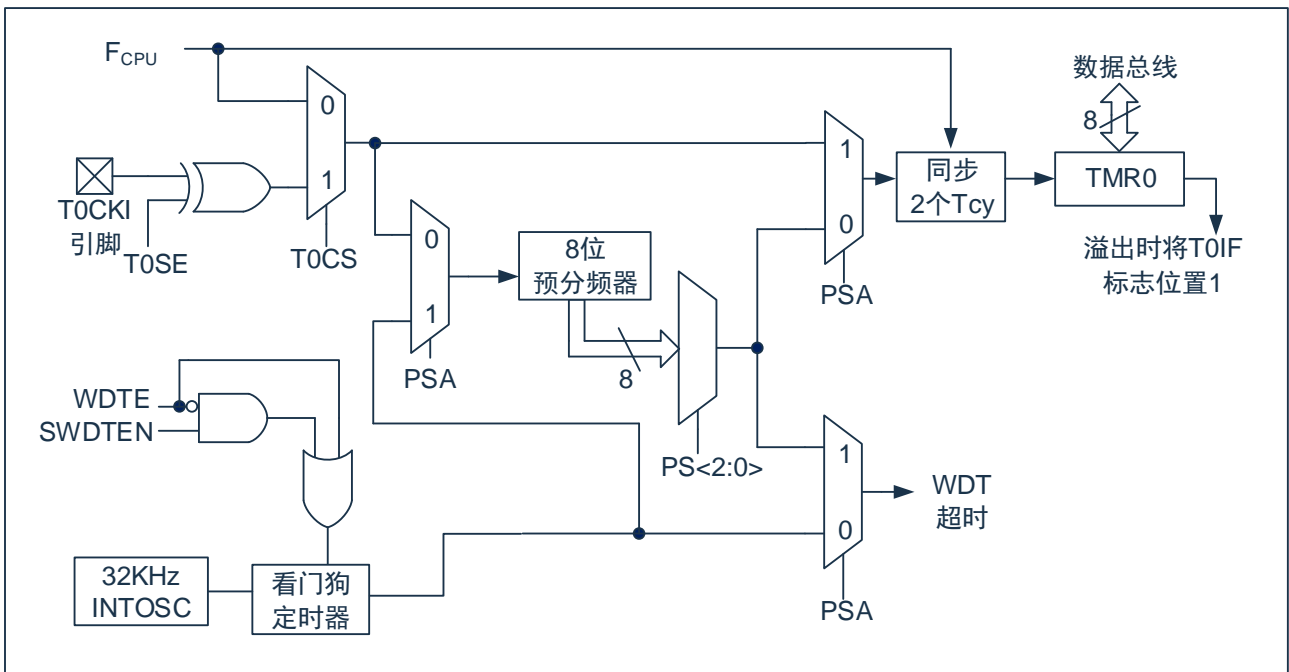 F_CPU
数据总线
8
0
1
T0CKI
引脚
T0SE
T0CS
1
0
PSA
同步
2个Tcy
TMR0
溢出时将T0IF
标志位置1
0
1
PSA
8位
预分频器
8
PS<2:0>
WDTE
SWDTEN
1
0
PSA
WDT
超时
32KHz
INTOSC
看门狗
定时器